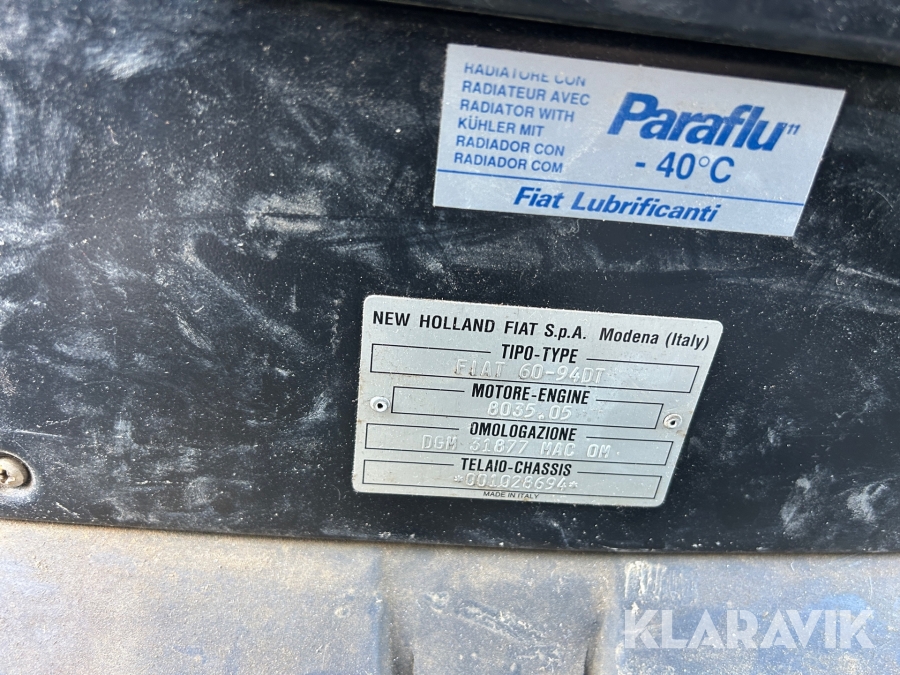 RADIATORE CON
RADIATEUR AVEC
RADIATOR WITH
KÜHLER MIT
RADIADOR CON
RADIADOR COM
Paraflu"
- 40°C
Fiat Lubrificanti
NEW HOLLAND FIAT S.p.A. Modena (Italy)
TIPO-TYPE
FIAT 60-94DT
MOTORE-ENGINE
8035.05
OMOLOGAZIONE
DGM 31877 MAC OM
TELAIO-CHASSIS
*001028694*
MADE IN ITALY
KLARAVIK